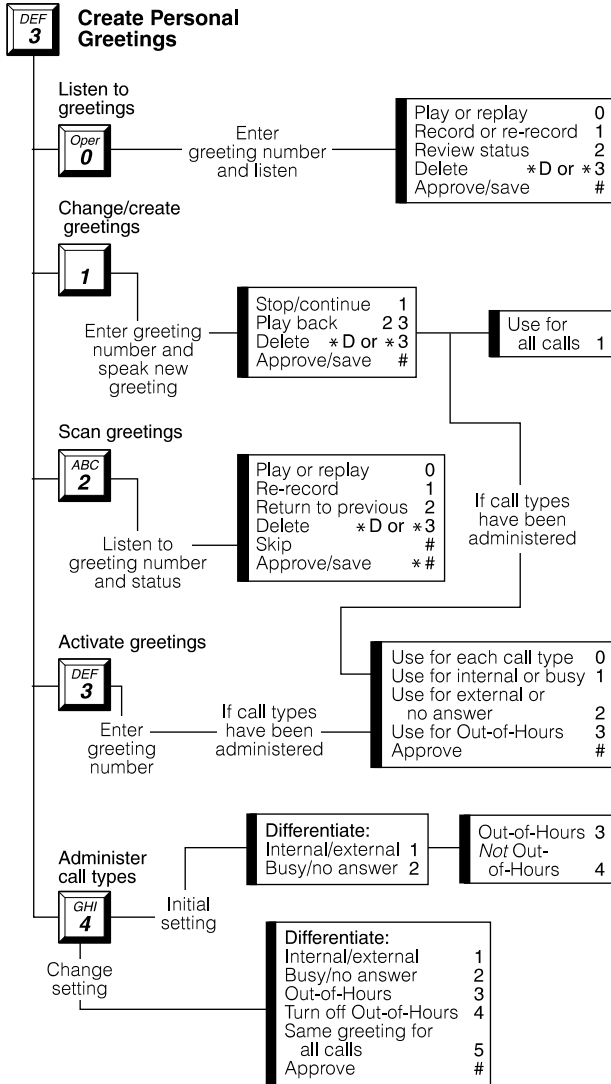 DEF
3
Create Personal
Greetings
Listen to
greetings
Oper
0
Enter
greeting number
and listen
Play or replay 0
Record or re-record 1
Review status 2
Delete *D or *3
Approve/save #
Change/create
greetings
1
Enter greeting
number and
speak new
greeting
Stop/continue 1
Play back 2 3
Delete *D or *3
Approve/save #
Use for
all calls 1
Scan greetings
ABC
2
Listen to
greeting number
and status
Play or replay 0
Re-record 1
Return to previous 2
Delete *D or *3
Skip #
Approve/save *#
If call types
have been
administered
Activate greetings
DEF
3
Enter
greeting
number
If call types
have been
administered
Use for each call type 0
Use for internal or busy 1
Use for external or
no answer 2
Use for Out-of-Hours 3
Approve #
Administer
call types
GHI
4
Initial
setting
Differentiate:
Internal/external 1
Busy/no answer 2
Out-of-Hours 3
Not Out-
of-Hours 4
Change
setting
Differentiate:
Internal/external 1
Busy/no answer 2
Out-of-Hours 3
Turn off Out-of-Hours 4
Same greeting for
all calls 5
Approve #